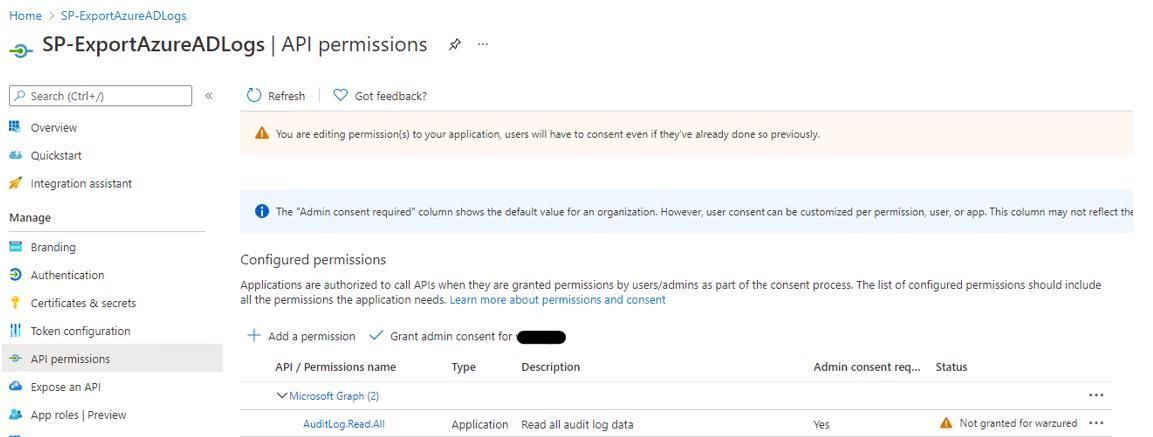 Home > SP-ExportAzureADLogs
SP-ExportAzureADLogs | API permissions
Search (Ctrl+/)
«
Refresh
Got feedback?
You are editing permission(s) to your application, users will have to consent even if they've already done so previously.
Overview
Quickstart
Integration assistant
The "Admin consent required" column shows the default value for an organization. However, user consent can be customized per permission, user, or app. This column may not reflect the
Manage
Branding
Authentication
Certificates & secrets
Token configuration
API permissions
Expose an API
App roles | Preview
Configured permissions
Applications are authorized to call APIs when they are granted permissions by users/admins as part of the consent process. The list of configured permissions should include
all the permissions the application needs. Learn more about permissions and consent
Add a permission
Grant admin consent for
API / Permissions name Type Description Admin consent req... Status
Microsoft Graph (2)
AuditLog.Read.All Application Read all audit log data Yes Not granted for warzured